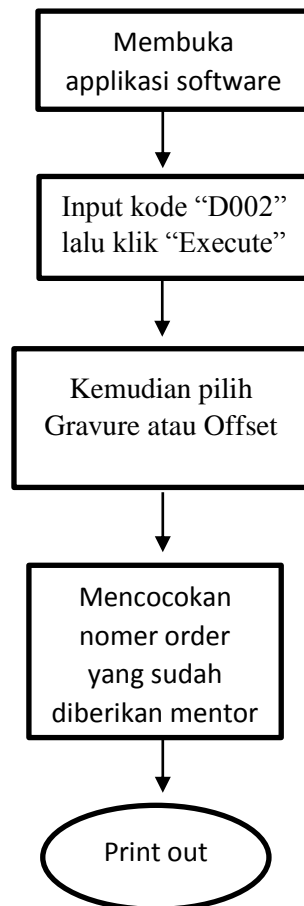 Membuka
applikasi software
Input kode “D002”
lalu klik “Execute”
Kemudian pilih
Gravure atau Offset
Mencocokan
nomer order
yang sudah
diberikan mentor
Print out